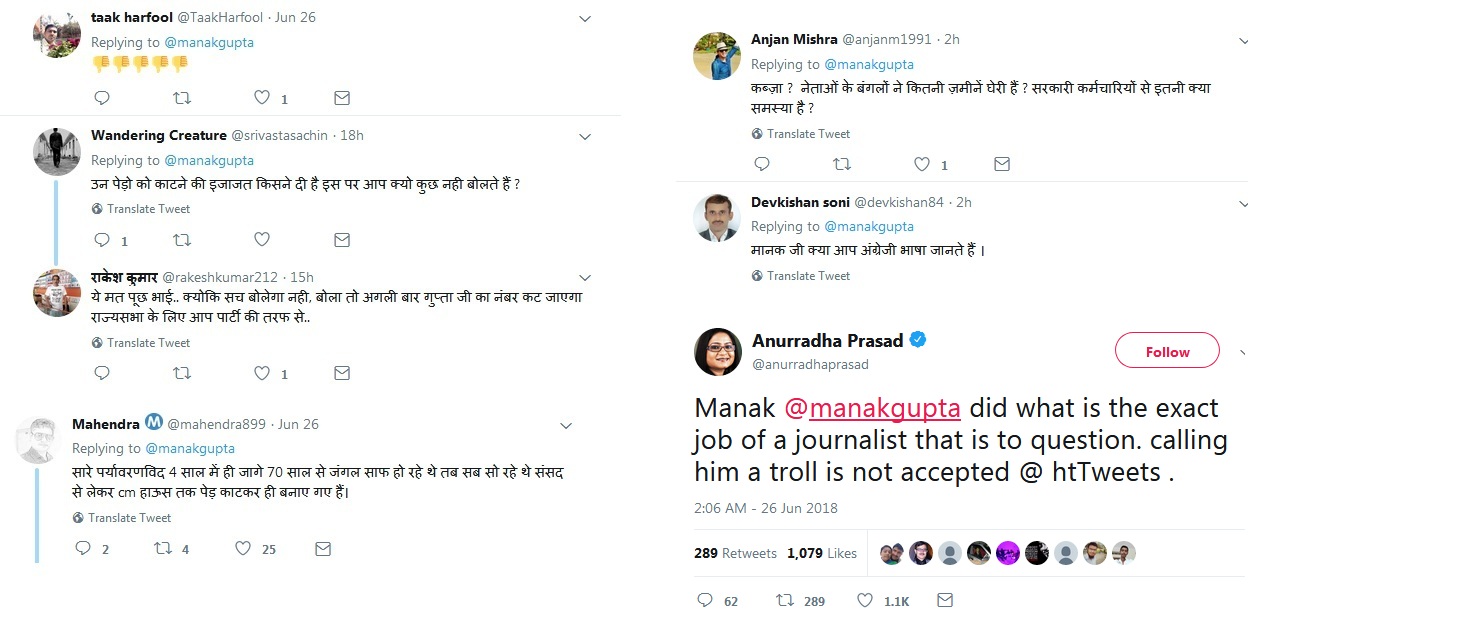 taak harfool @TaakHarfool · Jun 26
Replying to @manakgupta
👎👎👎👎👎
1
Wandering Creature @srivastasachin · 18h
Replying to @manakgupta
उन पेड़ो को काटने की इजाजत किसने दी है इस पर आप क्यो कुछ नही बोलते हैं ?
Translate Tweet
1
राकेश कुमार @rakeshkumar212 · 15h
ये मत पूछ भाई.. क्योकि सच बोलेगा नही, बोला तो अगली बार गुप्ता जी का नंबर कट जाएगा
राज्यसभा के लिए आप पार्टी की तरफ से..
Translate Tweet
1
Mahendra M @mahendra899 · Jun 26
Replying to @manakgupta
सारे पर्यावरणविद 4 साल में ही जागे 70 साल से जंगल साफ हो रहे थे तब सब सो रहे थे संसद
से लेकर cm हाऊस तक पेड़ काटकर ही बनाए गए हैं।
Translate Tweet
2 4 25
Anjan Mishra @anjanm1991 · 2h
Replying to @manakgupta
कब्ज़ा ? नेताओं के बंगलों ने कितनी ज़मीनें घेरी हैं ? सरकारी कर्मचारियों से इतनी क्या
समस्या है ?
Translate Tweet
1
Devkishan soni @devkishan84 · 2h
Replying to @manakgupta
मानक जी क्या आप अंग्रेजी भाषा जानते हैं ।
Translate Tweet
Anurradha Prasad
@anurradhaprasad
Follow
Manak @manakgupta did what is the exact
job of a journalist that is to question. calling
him a troll is not accepted @ htTweets .
2:06 AM - 26 Jun 2018
289 Retweets 1,079 Likes
62 289 1.1K